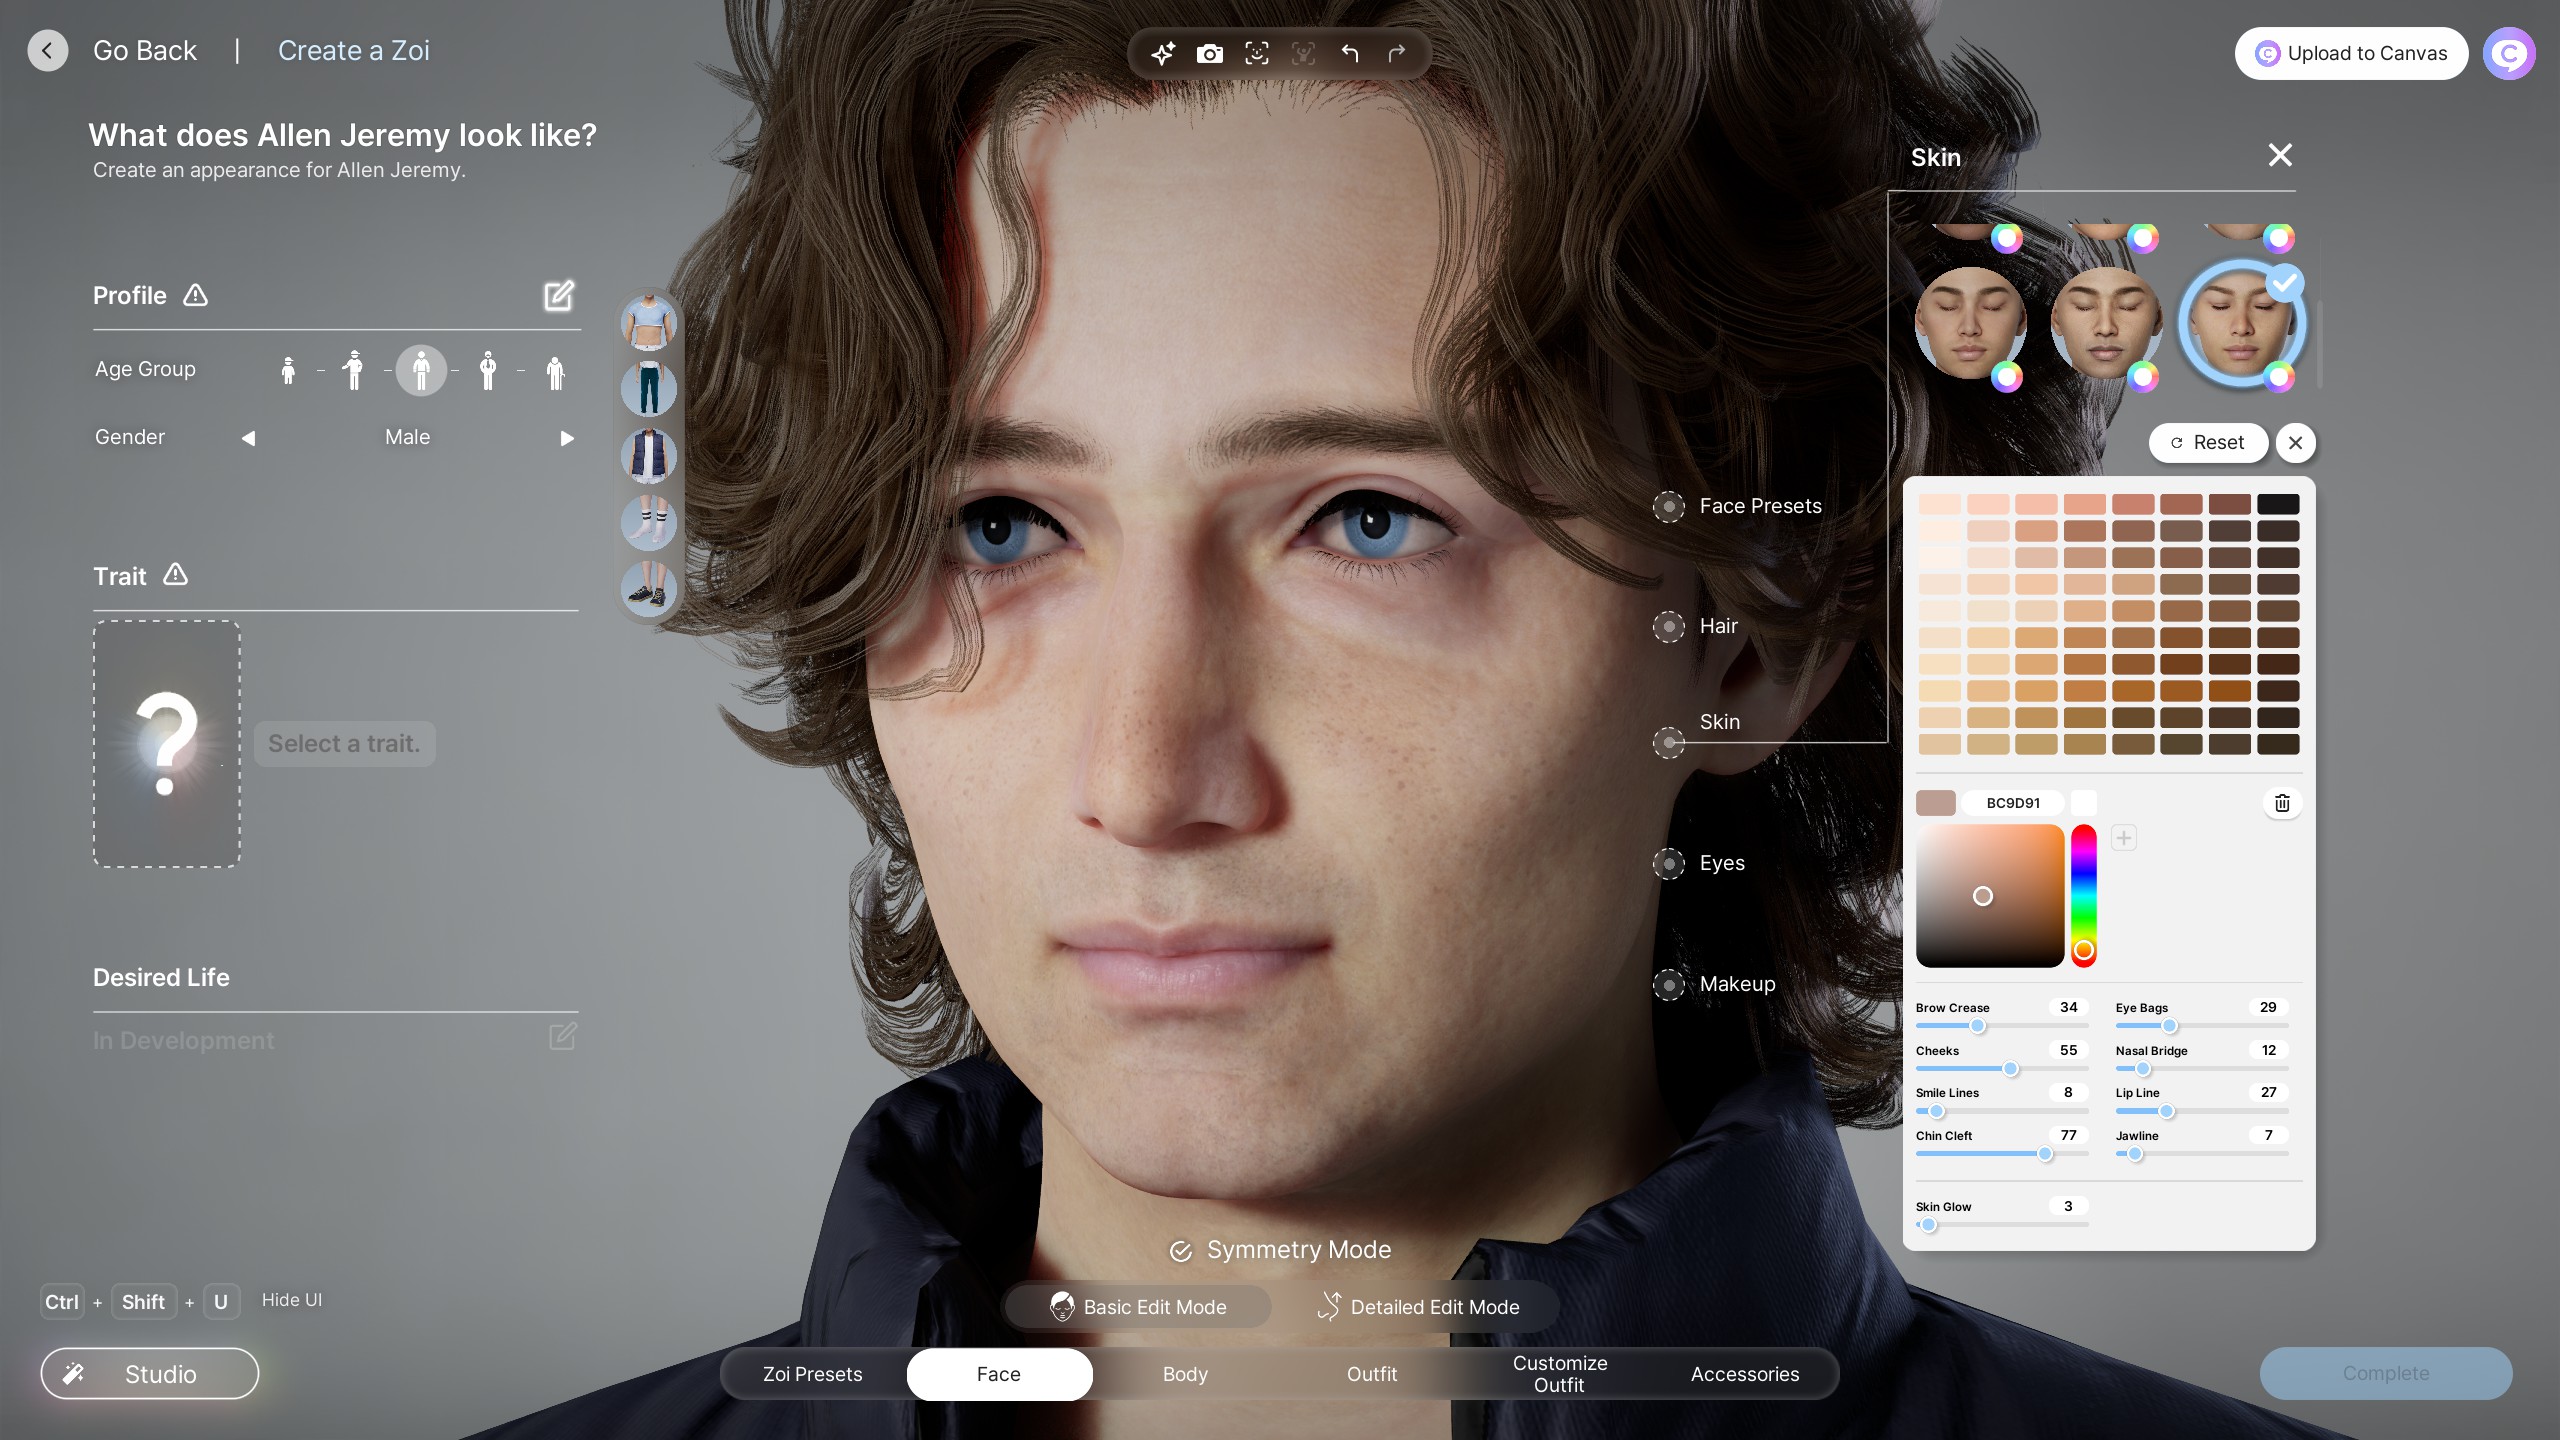 Go Back | Create a Zoi
Upload to Canvas
What does Allen Jeremy look like?
Create an appearance for Allen Jeremy.
Profile
Age Group
Gender
Male
Trait
Select a trait.
Desired Life
In Development
Ctrl + Shift + U Hide UI
Studio
Face Presets
Hair
Skin
Eyes
Makeup
Symmetry Mode
Basic Edit Mode
Detailed Edit Mode
Zoi Presets
Face
Body
Outfit
Customize
Outfit
Accessories
Skin
Reset
BC9D91
Brow Crease 34
Eye Bags 29
Cheeks 55
Nasal Bridge 12
Smile Lines 8
Lip Line 27
Chin Cleft 77
Jawline 7
Skin Glow 3
Complete